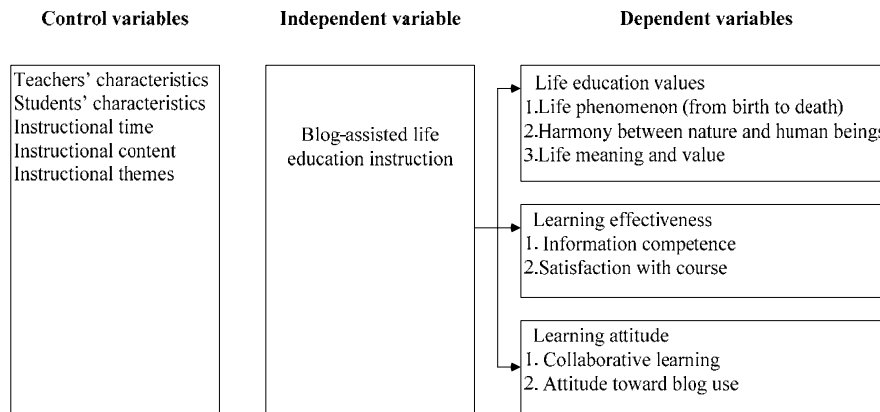 Control variables
Independent variable
Dependent variables
Teachers' characteristics
Students' characteristics
Instructional time
Instructional content
Instructional themes
Blog-assisted life
education instruction
Life education values
1.Life phenomenon (from birth to death)
2.Harmony between nature and human beings
3.Life meaning and value
Learning effectiveness
1. Information competence
2.Satisfaction with course
Learning attitude
1. Collaborative learning
2. Attitude toward blog use